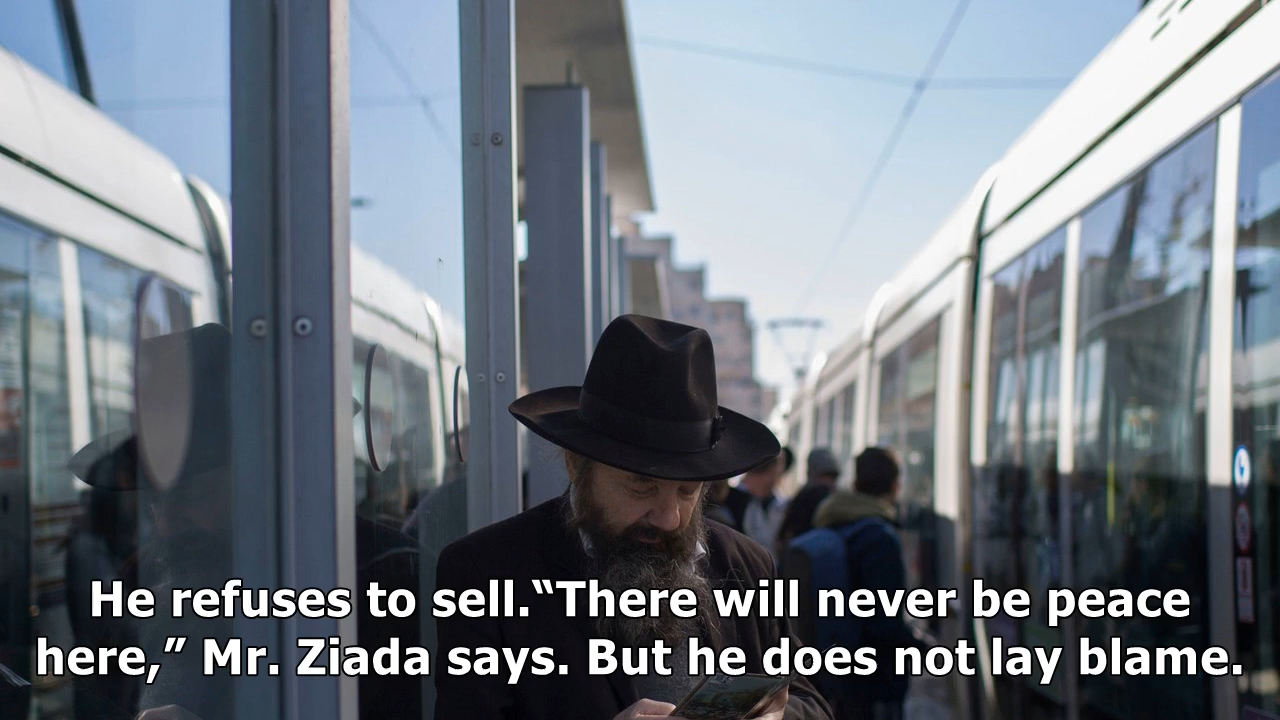 He refuses to sell.“There will never be peace
here,” Mr. Ziada says. But he does not lay blame.